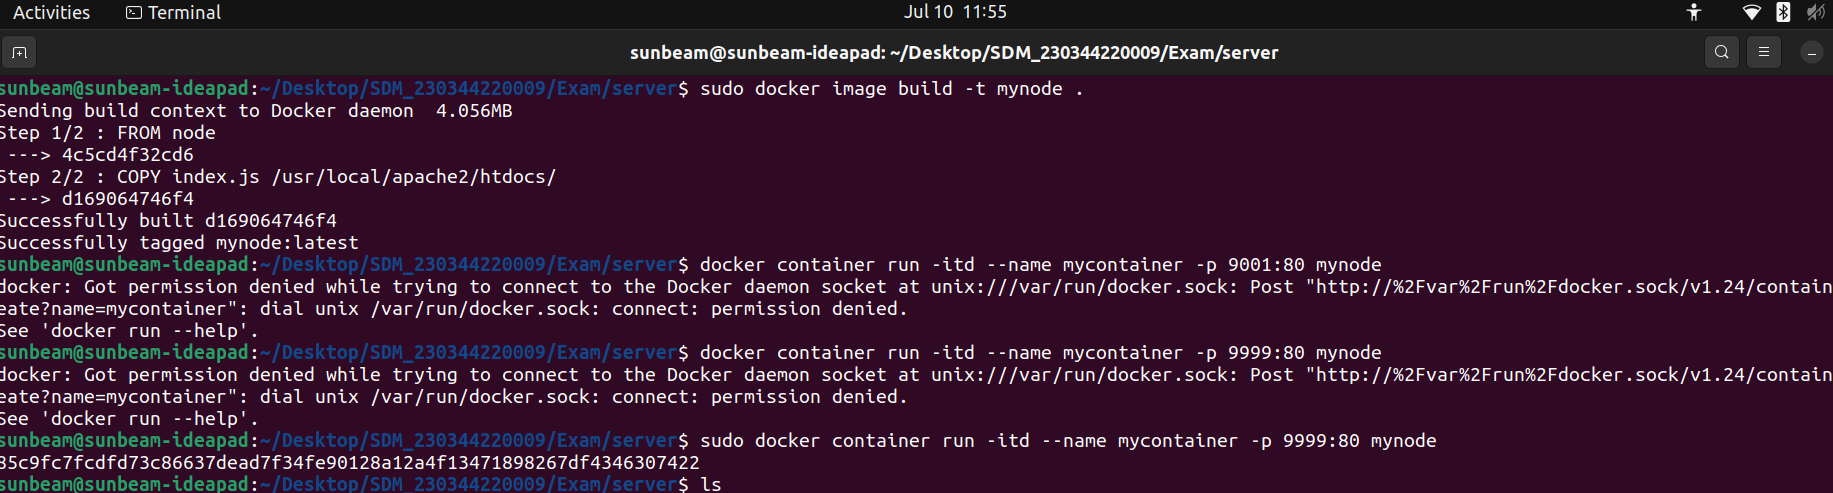 Activities Terminal Jul 10 11:55
sunbeam@sunbeam-ideapad: ~/Desktop/SDM_230344220009/Exam/server
sunbeam@sunbeam-ideapad:~/Desktop/SDM_230344220009/Exam/server$ sudo docker image build -t mynode .
Sending build context to Docker daemon  4.056MB
Step 1/2 : FROM node
 ---> 4c5cd4f32cd6
Step 2/2 : COPY index.js /usr/local/apache2/htdocs/
 ---> d169064746f4
Successfully built d169064746f4
Successfully tagged mynode:latest
sunbeam@sunbeam-ideapad:~/Desktop/SDM_230344220009/Exam/server$ docker container run -itd --name mycontainer -p 9001:80 mynode
docker: Got permission denied while trying to connect to the Docker daemon socket at unix:///var/run/docker.sock: Post "http://%2Fvar%2Frun%2Fdocker.sock/v1.24/contain
eate?name=mycontainer": dial unix /var/run/docker.sock: connect: permission denied.
See 'docker run --help'.
sunbeam@sunbeam-ideapad:~/Desktop/SDM_230344220009/Exam/server$ docker container run -itd --name mycontainer -p 9999:80 mynode
docker: Got permission denied while trying to connect to the Docker daemon socket at unix:///var/run/docker.sock: Post "http://%2Fvar%2Frun%2Fdocker.sock/v1.24/contain
eate?name=mycontainer": dial unix /var/run/docker.sock: connect: permission denied.
See 'docker run --help'.
sunbeam@sunbeam-ideapad:~/Desktop/SDM_230344220009/Exam/server$ sudo docker container run -itd --name mycontainer -p 9999:80 mynode
85c9fc7fcdfd73c86637dead7f34fe90128a12a4f13471898267df4346307422
sunbeam@sunbeam-ideapad:~/Desktop/SDM_230344220009/Exam/server$ ls